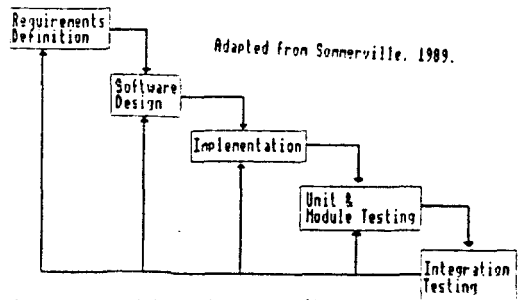 Requirements
Definition
Adapted from Sommerville, 1989.
Software
Design
Implementation
Unit &
Module Testing
Integration
Testing